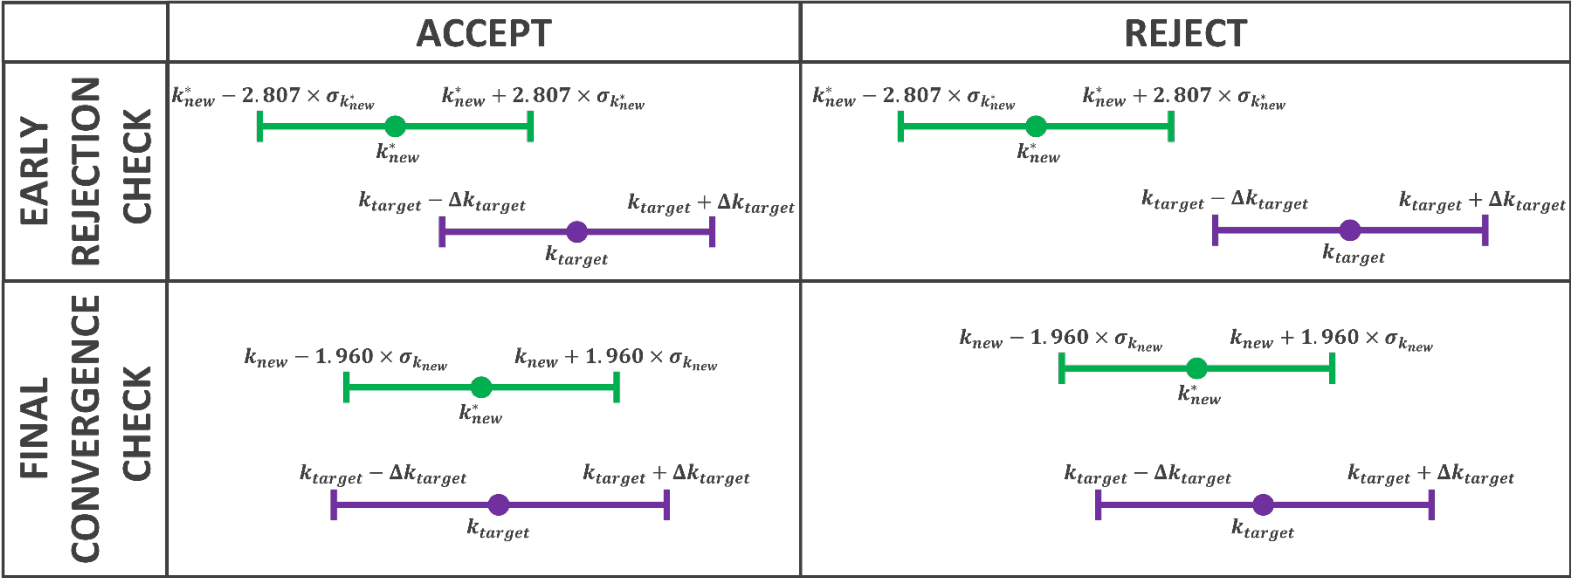 ACCEPT
REJECT
EARLY
REJECTION
CHECK
k*new − 2.807 × σk*new
k*new + 2.807 × σk*new
k*new
ktarget − Δktarget
ktarget + Δktarget
ktarget
k*new − 2.807 × σk*new
k*new + 2.807 × σk*new
k*new
ktarget − Δktarget
ktarget + Δktarget
ktarget
FINAL
CONVERGENCE
CHECK
knew − 1.960 × σknew
knew + 1.960 × σknew
k*new
ktarget − Δktarget
ktarget + Δktarget
ktarget
knew − 1.960 × σknew
knew + 1.960 × σknew
k*new
ktarget − Δktarget
ktarget + Δktarget
ktarget